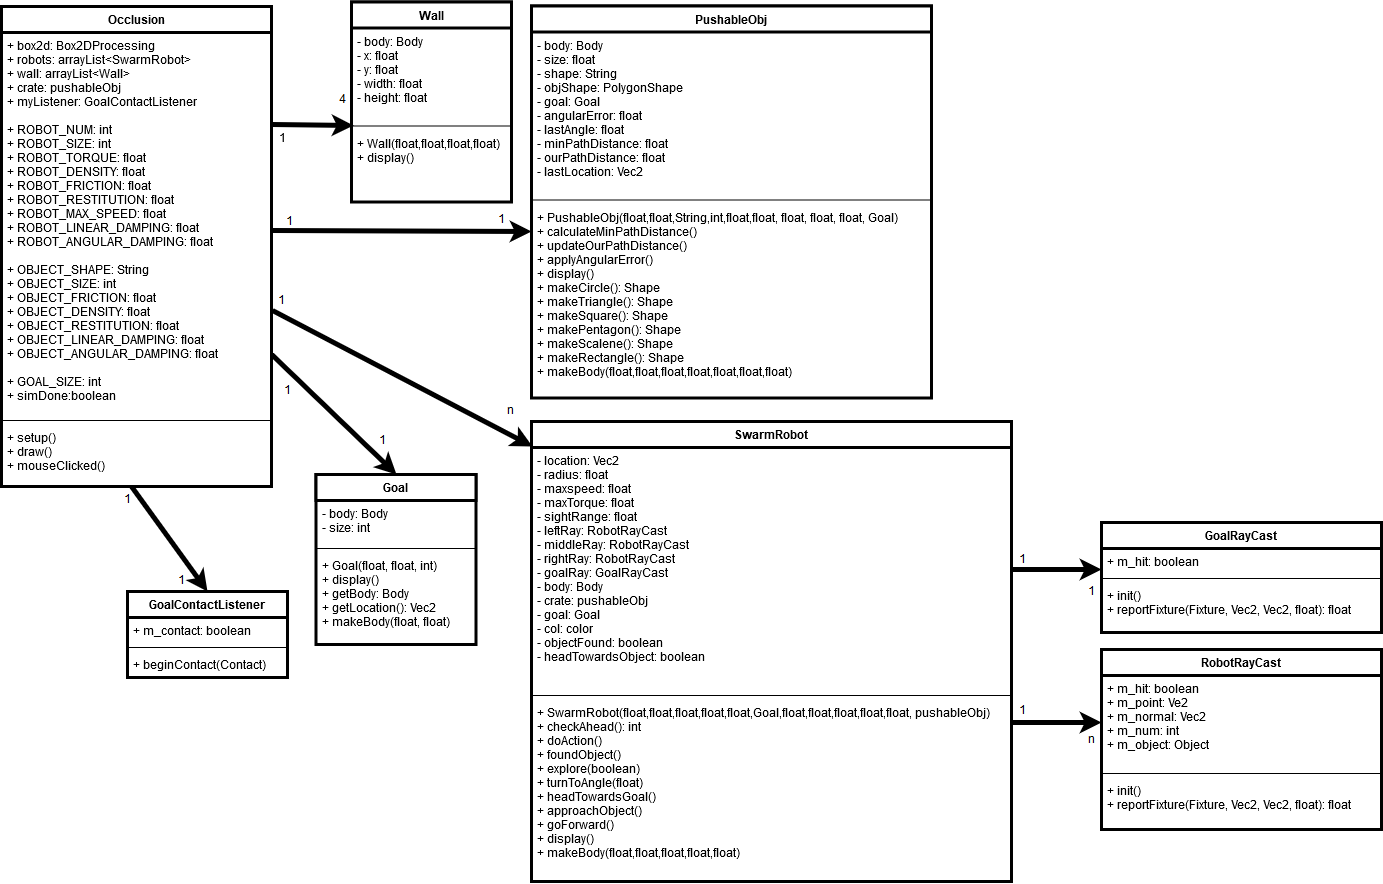 Occlusion
+ box2d: Box2DProcessing
+ robots: arrayList<SwarmRobot>
+ wall: arrayList<Wall>
+ crate: pushableObj
+ myListener: GoalContactListener
+ ROBOT_NUM: int
+ ROBOT_SIZE: int
+ ROBOT_TORQUE: float
+ ROBOT_DENSITY: float
+ ROBOT_FRICTION: float
+ ROBOT_RESTITUTION: float
+ ROBOT_MAX_SPEED: float
+ ROBOT_LINEAR_DAMPING: float
+ ROBOT_ANGULAR_DAMPING: float
+ OBJECT_SHAPE: String
+ OBJECT_SIZE: int
+ OBJECT_FRICTION: float
+ OBJECT_DENSITY: float
+ OBJECT_RESTITUTION: float
+ OBJECT_LINEAR_DAMPING: float
+ OBJECT_ANGULAR_DAMPING: float
+ GOAL_SIZE: int
+ simDone:boolean
+ setup()
+ draw()
+ mouseClicked()
1
4
1
1
1
n
1
1
1
1
Wall
- body: Body
- x: float
- y: float
- width: float
- height: float
+ Wall(float,float,float,float)
+ display()
PushableObj
- body: Body
- size: float
- shape: String
- objShape: PolygonShape
- goal: Goal
- angularError: float
- lastAngle: float
- minPathDistance: float
- ourPathDistance: float
- lastLocation: Vec2
+ PushableObj(float,float,String,int,float,float, float, float, float, Goal)
+ calculateMinPathDistance()
+ updateOurPathDistance()
+ applyAngularError()
+ display()
+ makeCircle(): Shape
+ makeTriangle(): Shape
+ makeSquare(): Shape
+ makePentagon(): Shape
+ makeScalene(): Shape
+ makeRectangle(): Shape
+ makeBody(float,float,float,float,float,float,float)
Goal
- body: Body
- size: int
+ Goal(float, float, int)
+ display()
+ getBody: Body
+ getLocation(): Vec2
+ makeBody(float, float)
GoalContactListener
+ m_contact: boolean
+ beginContact(Contact)
SwarmRobot
- location: Vec2
- radius: float
- maxspeed: float
- maxTorque: float
- sightRange: float
- leftRay: RobotRayCast
- middleRay: RobotRayCast
- rightRay: RobotRayCast
- goalRay: GoalRayCast
- body: Body
- crate: pushableObj
- goal: Goal
- col: color
- objectFound: boolean
- headTowardsObject: boolean
+ SwarmRobot(float,float,float,float,float,Goal,float,float,float,float,float, pushableObj)
+ checkAhead(): int
+ doAction()
+ foundObject()
+ explore(boolean)
+ turnToAngle(float)
+ headTowardsGoal()
+ approachObject()
+ goForward()
+ display()
+ makeBody(float,float,float,float,float)
1
1
1
n
GoalRayCast
+ m_hit: boolean
+ init()
+ reportFixture(Fixture, Vec2, Vec2, float): float
RobotRayCast
+ m_hit: boolean
+ m_point: Ve2
+ m_normal: Vec2
+ m_num: int
+ m_object: Object
+ init()
+ reportFixture(Fixture, Vec2, Vec2, float): float